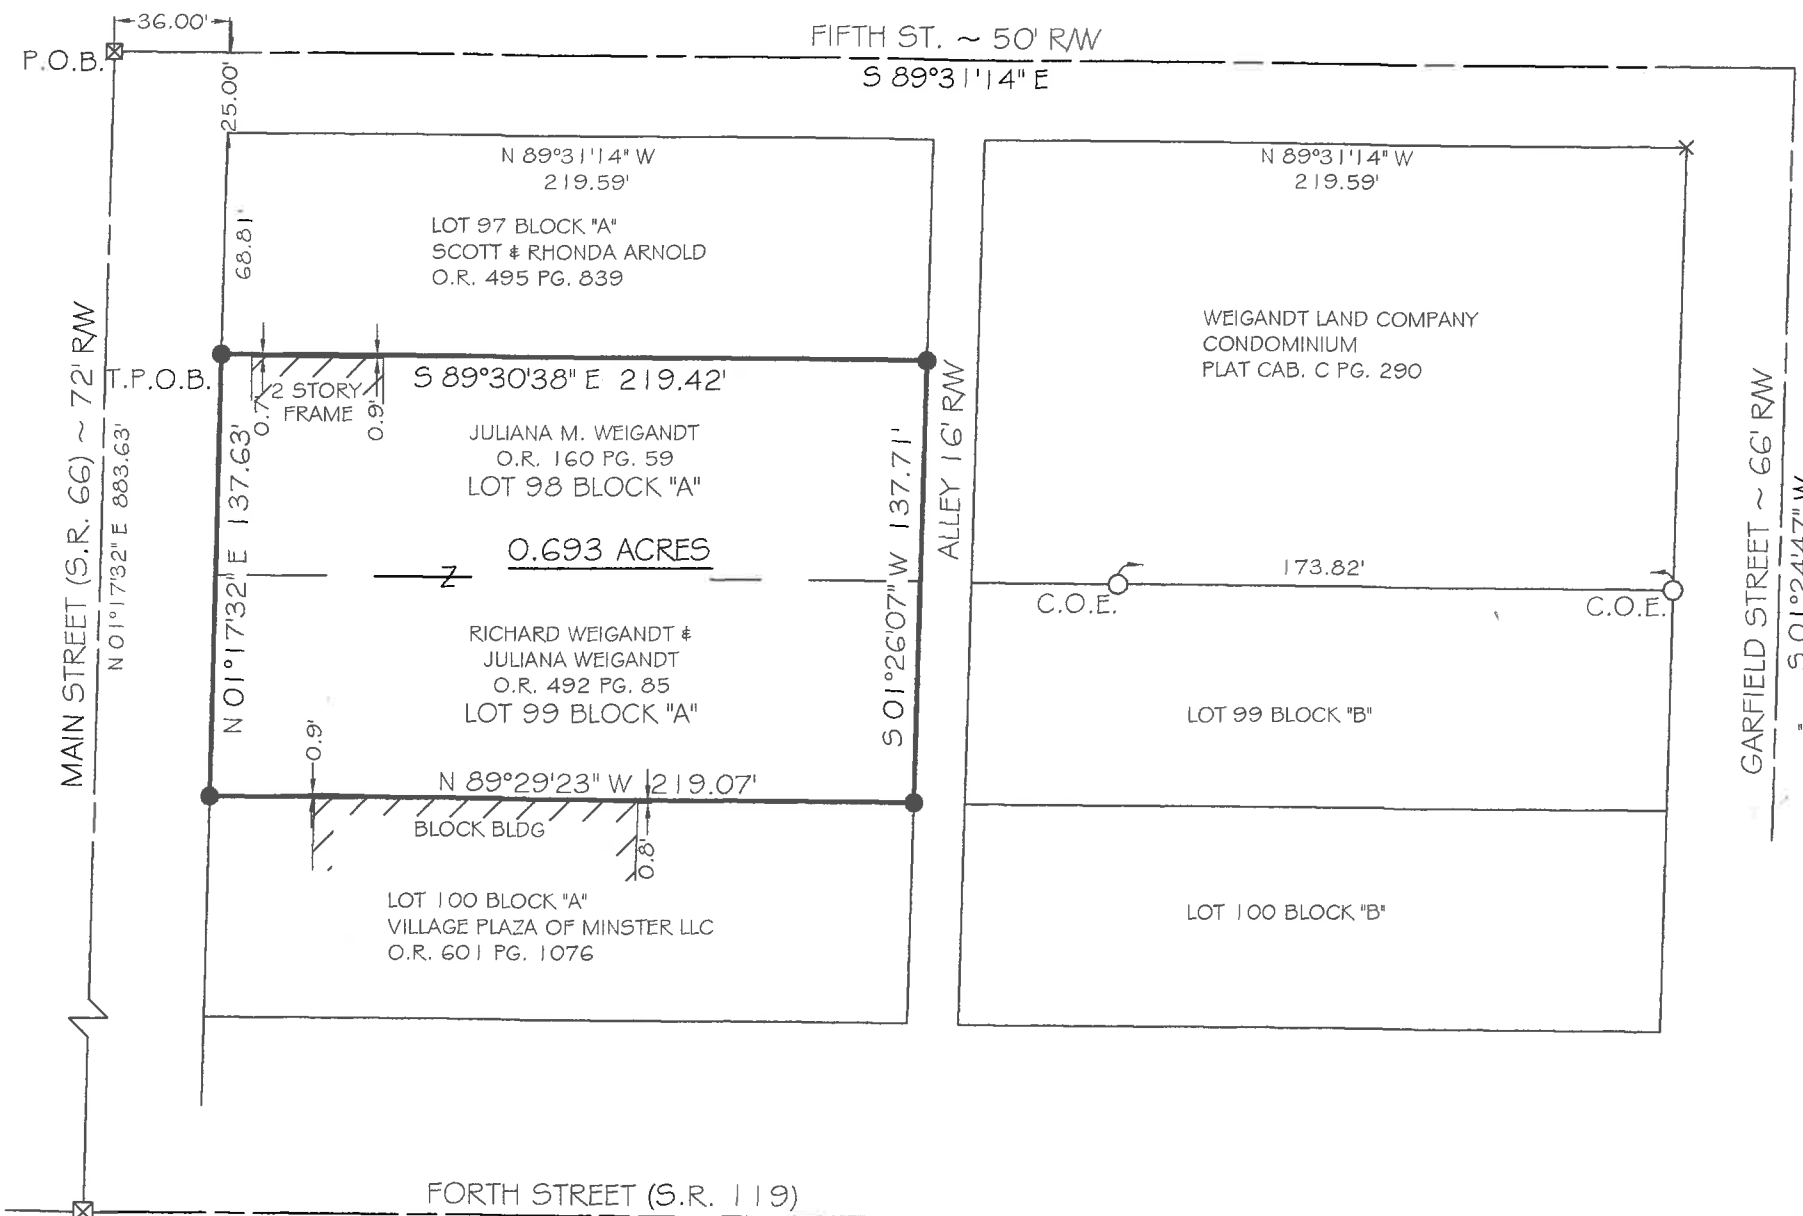 36.00'
P.O.B.
FIFTH ST. ~ 50' R/W
S 89°31'14" E
25.00'
N 89°31'14" W
219.59'
LOT 97 BLOCK "A"
SCOTT & RHONDA ARNOLD
O.R. 495 PG. 839
68.81'
N 89°31'14" W
219.59'
WEIGANDT LAND COMPANY
CONDOMINIUM
PLAT CAB. C PG. 290
MAIN STREET (S.R. 66) ~ 72' R/W
N 01°17'32" E 883.63'
T.P.O.B.
S 89°30'38" E 219.42'
2 STORY
FRAME
0.7'
0.9'
N 01°17'32" E 137.63'
JULIANA M. WEIGANDT
O.R. 160 PG. 59
LOT 98 BLOCK "A"
0.693 ACRES
Z
RICHARD WEIGANDT &
JULIANA WEIGANDT
O.R. 492 PG. 85
LOT 99 BLOCK "A"
S 01°26'07" W 137.71'
ALLEY 16' R/W
173.82'
C.O.E.
C.O.E.
GARFIELD STREET ~ 66' R/W
S 01°24'47" W
LOT 99 BLOCK "B"
0.9'
N 89°29'23" W 219.07'
BLOCK BLDG
0.8'
LOT 100 BLOCK "A"
VILLAGE PLAZA OF MINSTER LLC
O.R. 601 PG. 1076
LOT 100 BLOCK "B"
FORTH STREET (S.R. 119)